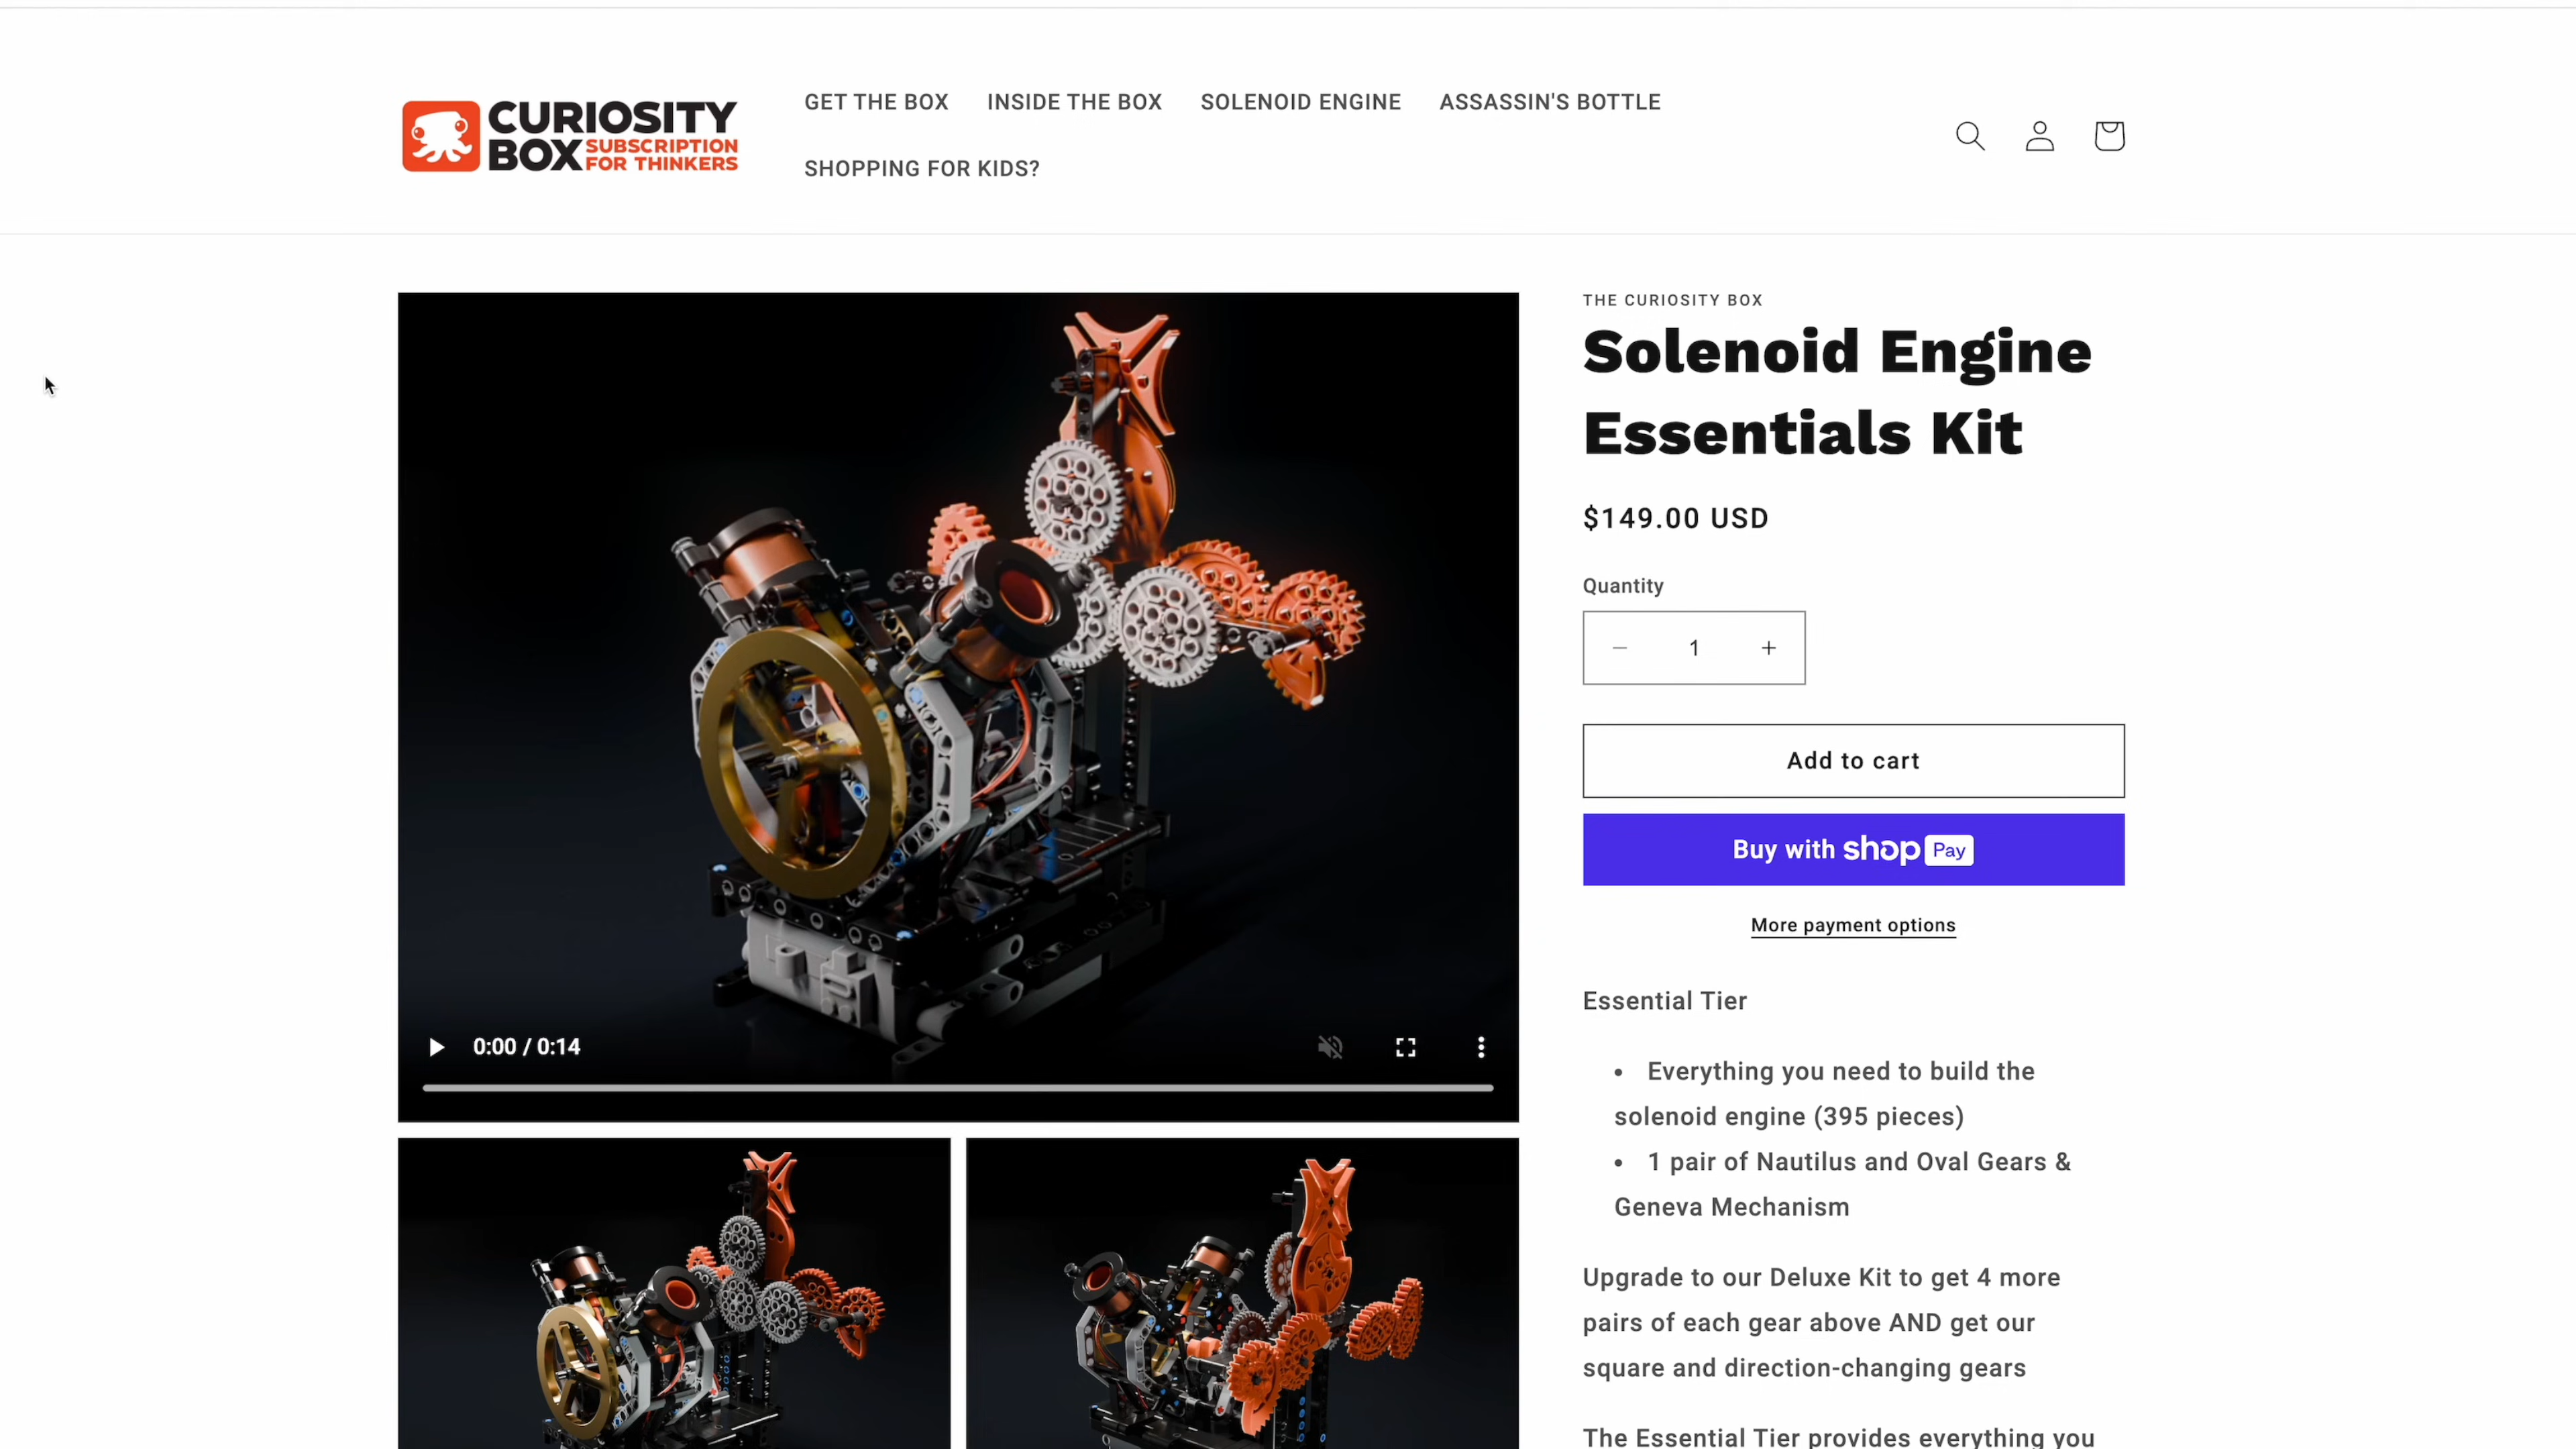 CURIOSITY
BOX SUBSCRIPTION
FOR THINKERS
GET THE BOX
INSIDE THE BOX
SOLENOID ENGINE
ASSASSIN'S BOTTLE
SHOPPING FOR KIDS?
THE CURIOSITY BOX
Solenoid Engine
Essentials Kit
$149.00 USD
Quantity
1
Add to cart
Buy with shop Pay
More payment options
0:00 / 0:14
Essential Tier
Everything you need to build the
solenoid engine (395 pieces)
1 pair of Nautilus and Oval Gears &
Geneva Mechanism
Upgrade to our Deluxe Kit to get 4 more
pairs of each gear above AND get our
square and direction-changing gears
The Essential Tier provides everything you